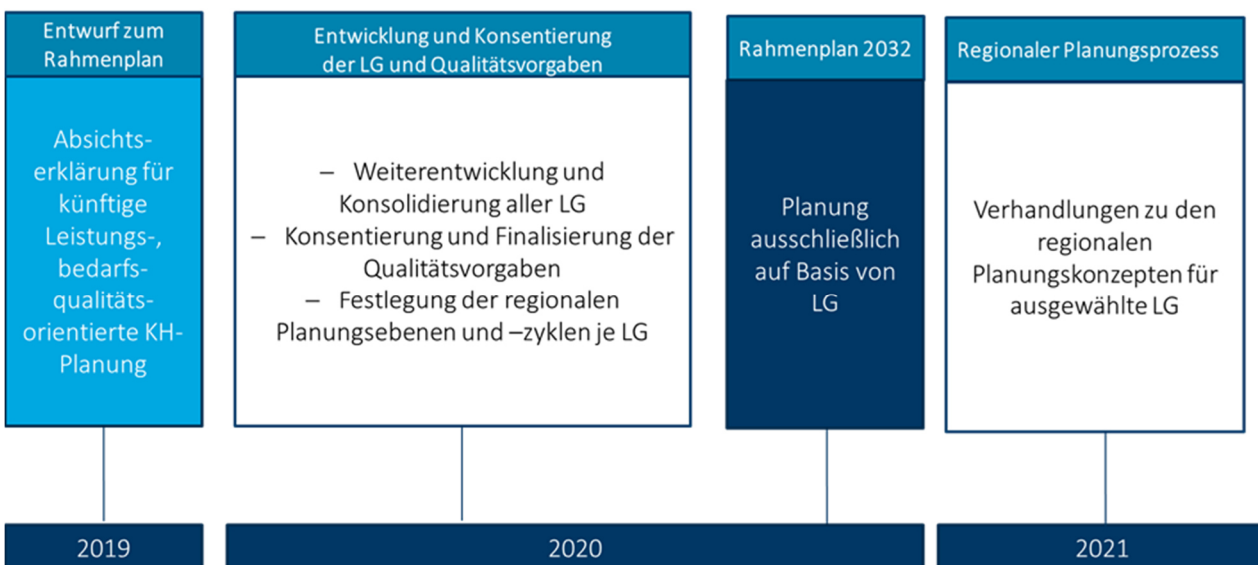 Entwurf zum
Rahmenplan
Absichts-
erklärung für
künftige
Leistungs-,
bedarfs-
qualitäts-
orientierte KH-
Planung
Entwicklung und Konsentierung
der LG und Qualitätsvorgaben
– Weiterentwicklung und
Konsolidierung aller LG
– Konsentierung und Finalisierung der
Qualitätsvorgaben
– Festlegung der regionalen
Planungsebenen und –zyklen je LG
Rahmenplan 2032
Planung
ausschließlich
auf Basis von
LG
Regionaler Planungsprozess
Verhandlungen zu den
regionalen
Planungskonzepten für
ausgewählte LG
2019
2020
2021